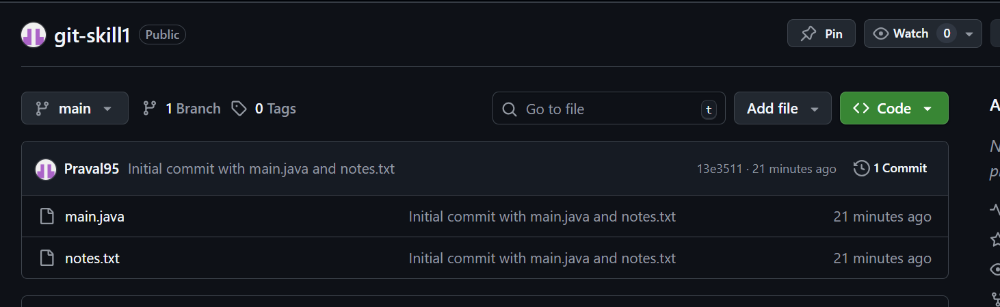 git-skill1 Public Pin Watch 0
main 1 Branch 0 Tags Go to file t Add file Code
Praval95 Initial commit with main.java and notes.txt 13e3511 · 21 minutes ago 1 Commit
main.java Initial commit with main.java and notes.txt 21 minutes ago
notes.txt Initial commit with main.java and notes.txt 21 minutes ago